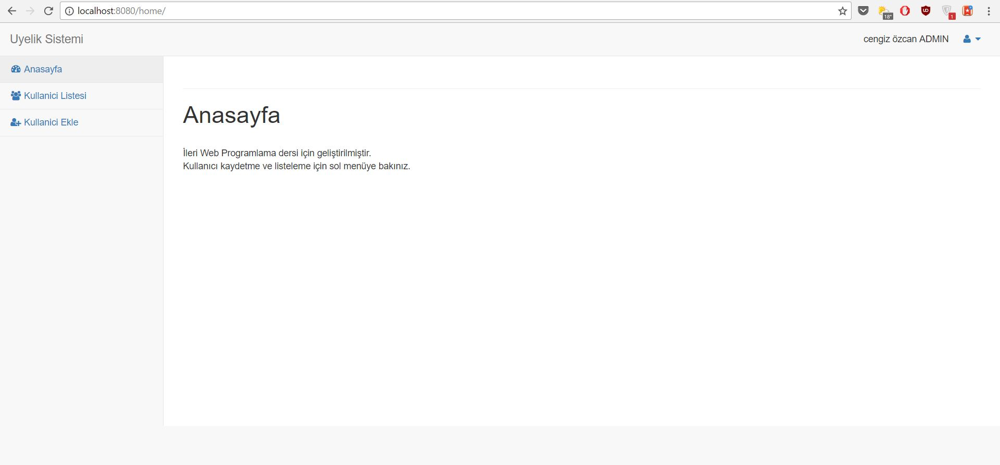 localhost:8080/home/
18°
1
Uyelik Sistemi
cengiz özcan ADMIN
Anasayfa
Kullanici Listesi
Kullanici Ekle
Anasayfa
İleri Web Programlama dersi için geliştirilmiştir.
Kullanıcı kaydetme ve listeleme için sol menüye bakınız.